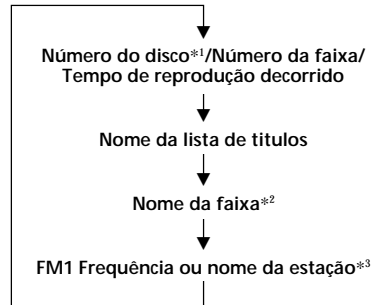 Número do disco*1/Número da faixa/
Tempo de reprodução decorrido
Nome da lista de titulos
Nome da faixa*2
FM1 Frequência ou nome da estação*3